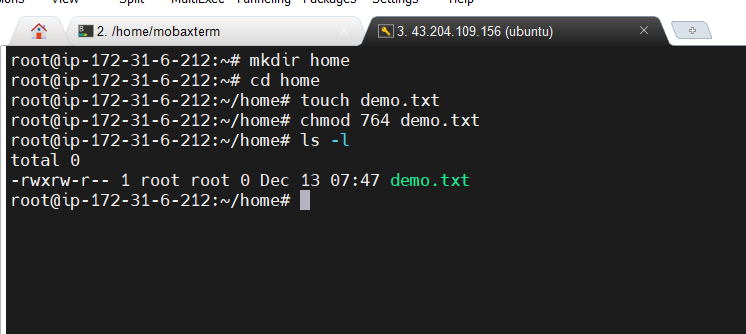 View Split MultiExec Tunneling Packages Settings Help
2. /home/mobaxterm
3. 43.204.109.156 (ubuntu)
root@ip-172-31-6-212:~# mkdir home
root@ip-172-31-6-212:~# cd home
root@ip-172-31-6-212:~/home# touch demo.txt
root@ip-172-31-6-212:~/home# chmod 764 demo.txt
root@ip-172-31-6-212:~/home# ls -l
total 0
-rwxrw-r-- 1 root root 0 Dec 13 07:47 demo.txt
root@ip-172-31-6-212:~/home#